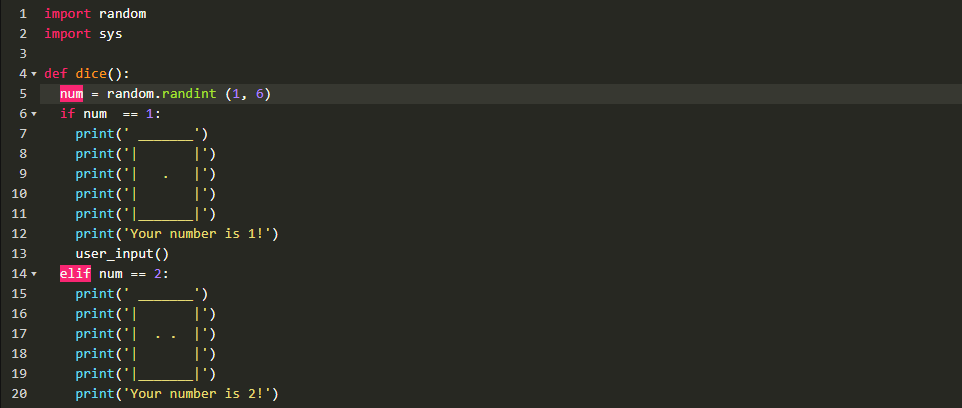 1 import random
2 import sys
3
4 def dice():
5   num = random.randint (1, 6)
6   if num  == 1:
7     print(' _______')
8     print('|       |')
9     print('|   .   |')
10     print('|       |')
11     print('|_______|')
12     print('Your number is 1!')
13     user_input()
14   elif num == 2:
15     print(' _______')
16     print('|       |')
17     print('|  . .  |')
18     print('|       |')
19     print('|_______|')
20     print('Your number is 2!')